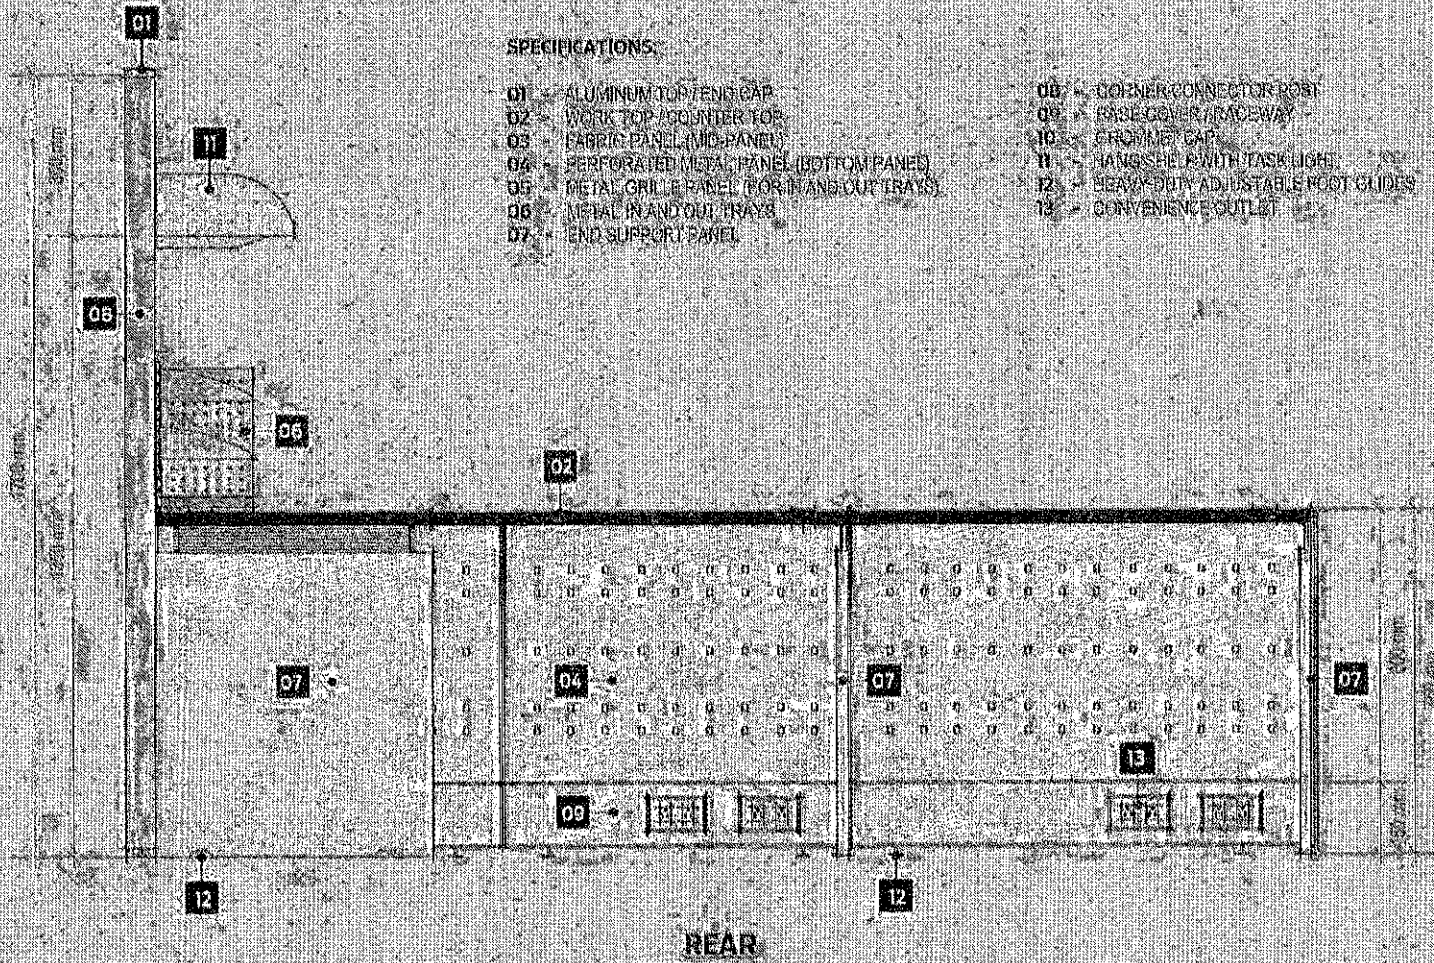 01
SPECIFICATIONS:
01 - ALUMINUM TOP / END CAP
02 - WORK TOP / COUNTER TOP
03 - FABRIC PANEL (MID-PANEL)
04 - PERFORATED METAL PANEL (BOTTOM PANEL)
05 - METAL GRILLE PANEL (FOR IN AND OUT TRAYS)
06 - METAL IN AND OUT TRAYS
07 - END SUPPORT PANEL
08 - CORNER CONNECTOR POST
09 - BASE COVER / RACEWAY
10 - GROMMET CAP
11 - HANG SHELF WITH TASK LIGHT
12 - HEAVY-DUTY ADJUSTABLE FOOT GLIDES
13 - CONVENIENCE OUTLET
11
08
06
02
07
04
07
07
13
09
12
12
REAR